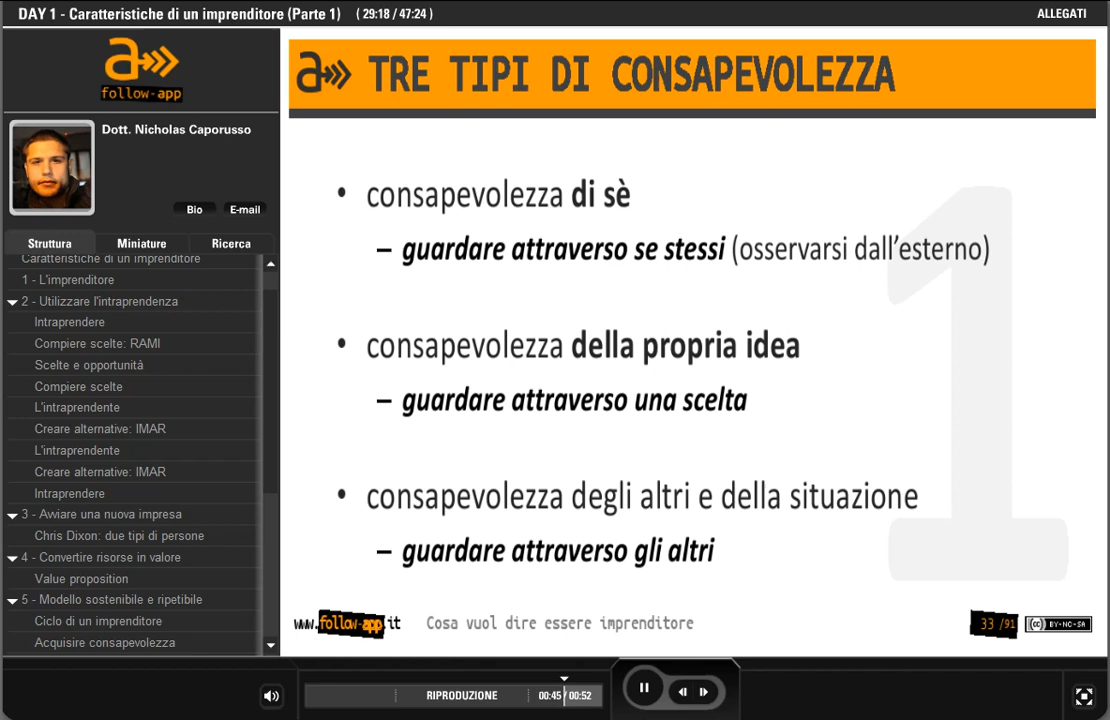 DAY 1 - Caratteristiche di un imprenditore (Parte 1) ( 29:18 / 47:24 )
ALLEGATI
a
follow-app
Dott. Nicholas Caporusso
Bio
E-mail
Struttura
Miniature
Ricerca
Caratteristiche di un imprenditore
1 - L'imprenditore
2 - Utilizzare l'intraprendenza
Intraprendere
Compiere scelte: RAMI
Scelte e opportunità
Compiere scelte
L'intraprendente
Creare alternative: IMAR
L'intraprendente
Creare alternative: IMAR
Intraprendere
3 - Avviare una nuova impresa
Chris Dixon: due tipi di persone
4 - Convertire risorse in valore
Value proposition
5 - Modello sostenibile e ripetibile
Ciclo di un imprenditore
Acquisire consapevolezza
a TRE TIPI DI CONSAPEVOLEZZA
1
• consapevolezza di sè
– guardare attraverso se stessi (osservarsi dall'esterno)
• consapevolezza della propria idea
– guardare attraverso una scelta
• consapevolezza degli altri e della situazione
– guardare attraverso gli altri
www.follow-app.it
Cosa vuol dire essere imprenditore
33 /91
(cc) BY-NC-SA
RIPRODUZIONE
00:45/00:52